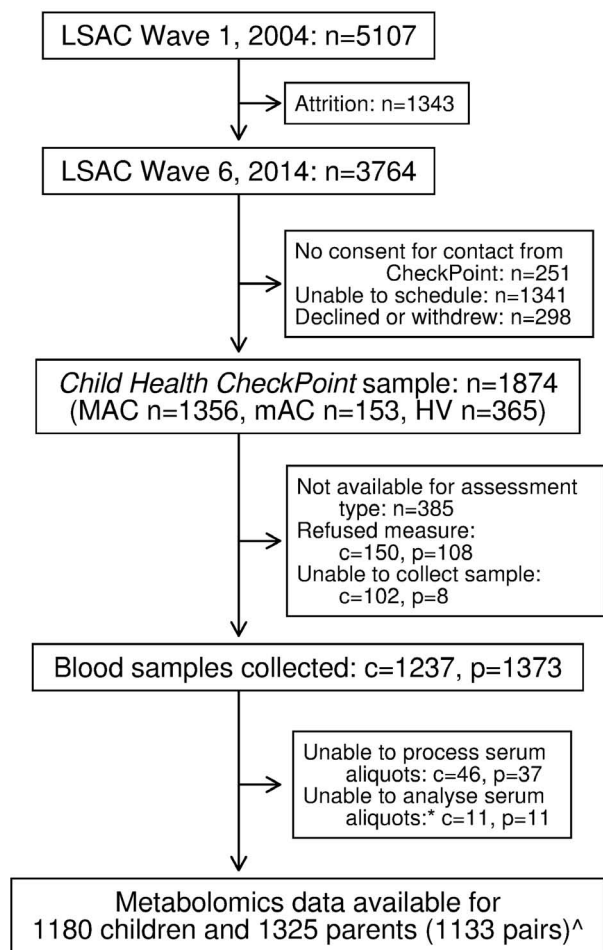 LSAC Wave 1, 2004: n=5107
Attrition: n=1343
LSAC Wave 6, 2014: n=3764
No consent for contact from
CheckPoint: n=251
Unable to schedule: n=1341
Declined or withdrew: n=298
Child Health CheckPoint sample: n=1874
(MAC n=1356, mAC n=153, HV n=365)
Not available for assessment
type: n=385
Refused measure:
c=150, p=108
Unable to collect sample:
c=102, p=8
Blood samples collected: c=1237, p=1373
Unable to process serum
aliquots: c=46, p=37
Unable to analyse serum
aliquots:* c=11, p=11
Metabolomics data available for
1180 children and 1325 parents (1133 pairs)^